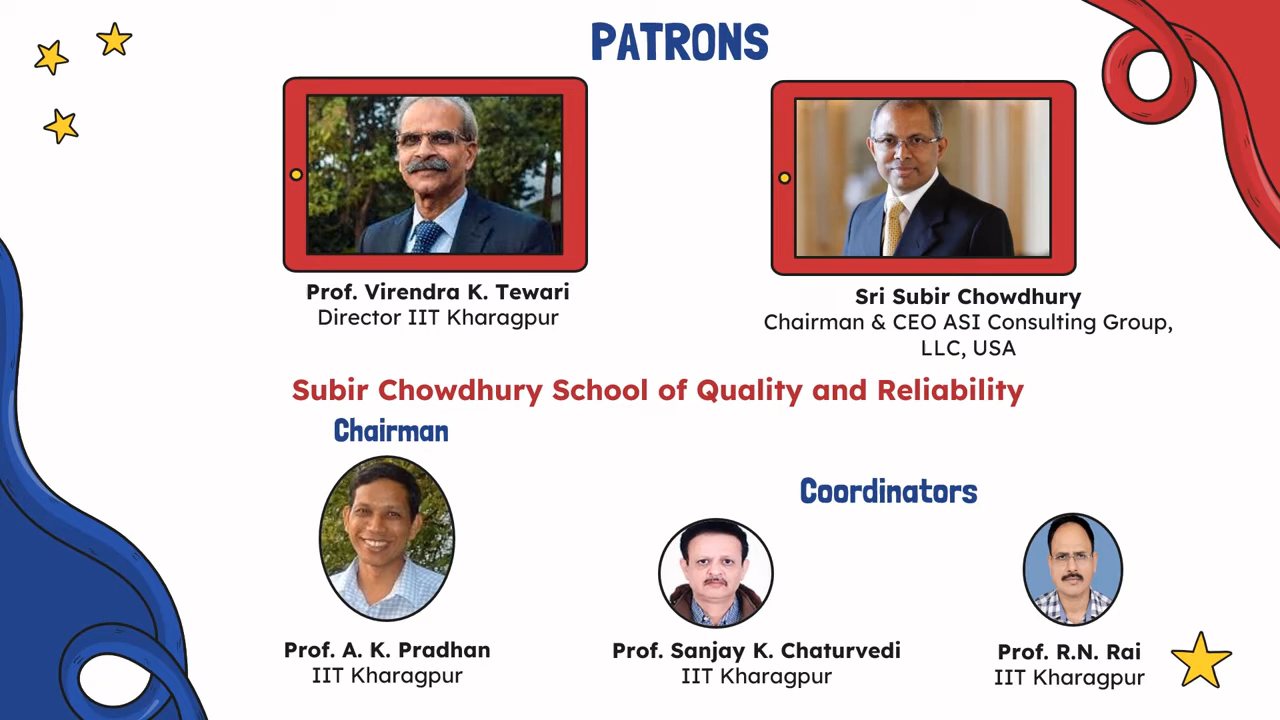 PATRONS
Prof. Virendra K. Tewari
Director IIT Kharagpur
Sri Subir Chowdhury
Chairman & CEO ASI Consulting Group,
LLC, USA
Subir Chowdhury School of Quality and Reliability
Chairman
Coordinators
Prof. A. K. Pradhan
IIT Kharagpur
Prof. Sanjay K. Chaturvedi
IIT Kharagpur
Prof. R.N. Rai
IIT Kharagpur